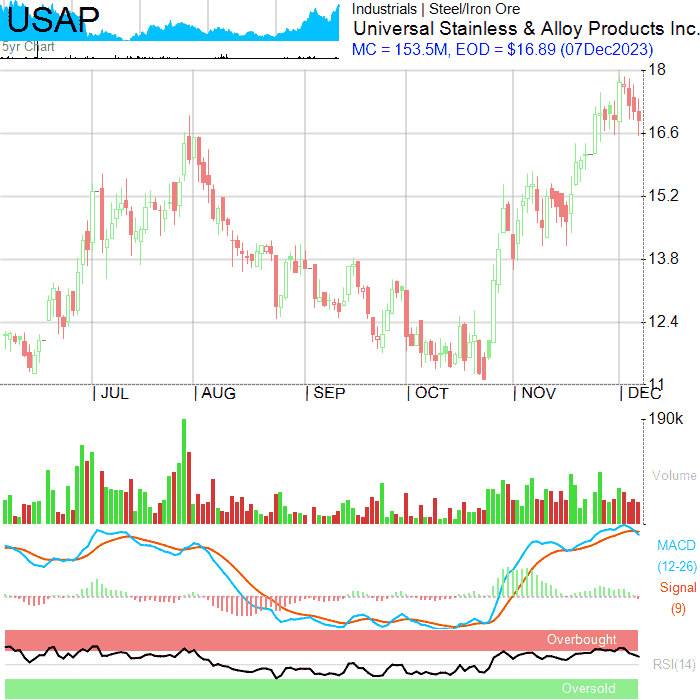 USAP
5yr Chart
Industrials | Steel/Iron Ore
Universal Stainless & Alloy Products Inc.
MC = 153.5M, EOD = $16.89 (07Dec2023)
18
16.6
15.2
13.8
12.4
11
JUL AUG SEP OCT NOV DEC
190k
Volume
MACD
(12-26)
Signal
(9)
Overbought
RSI(14)
Oversold